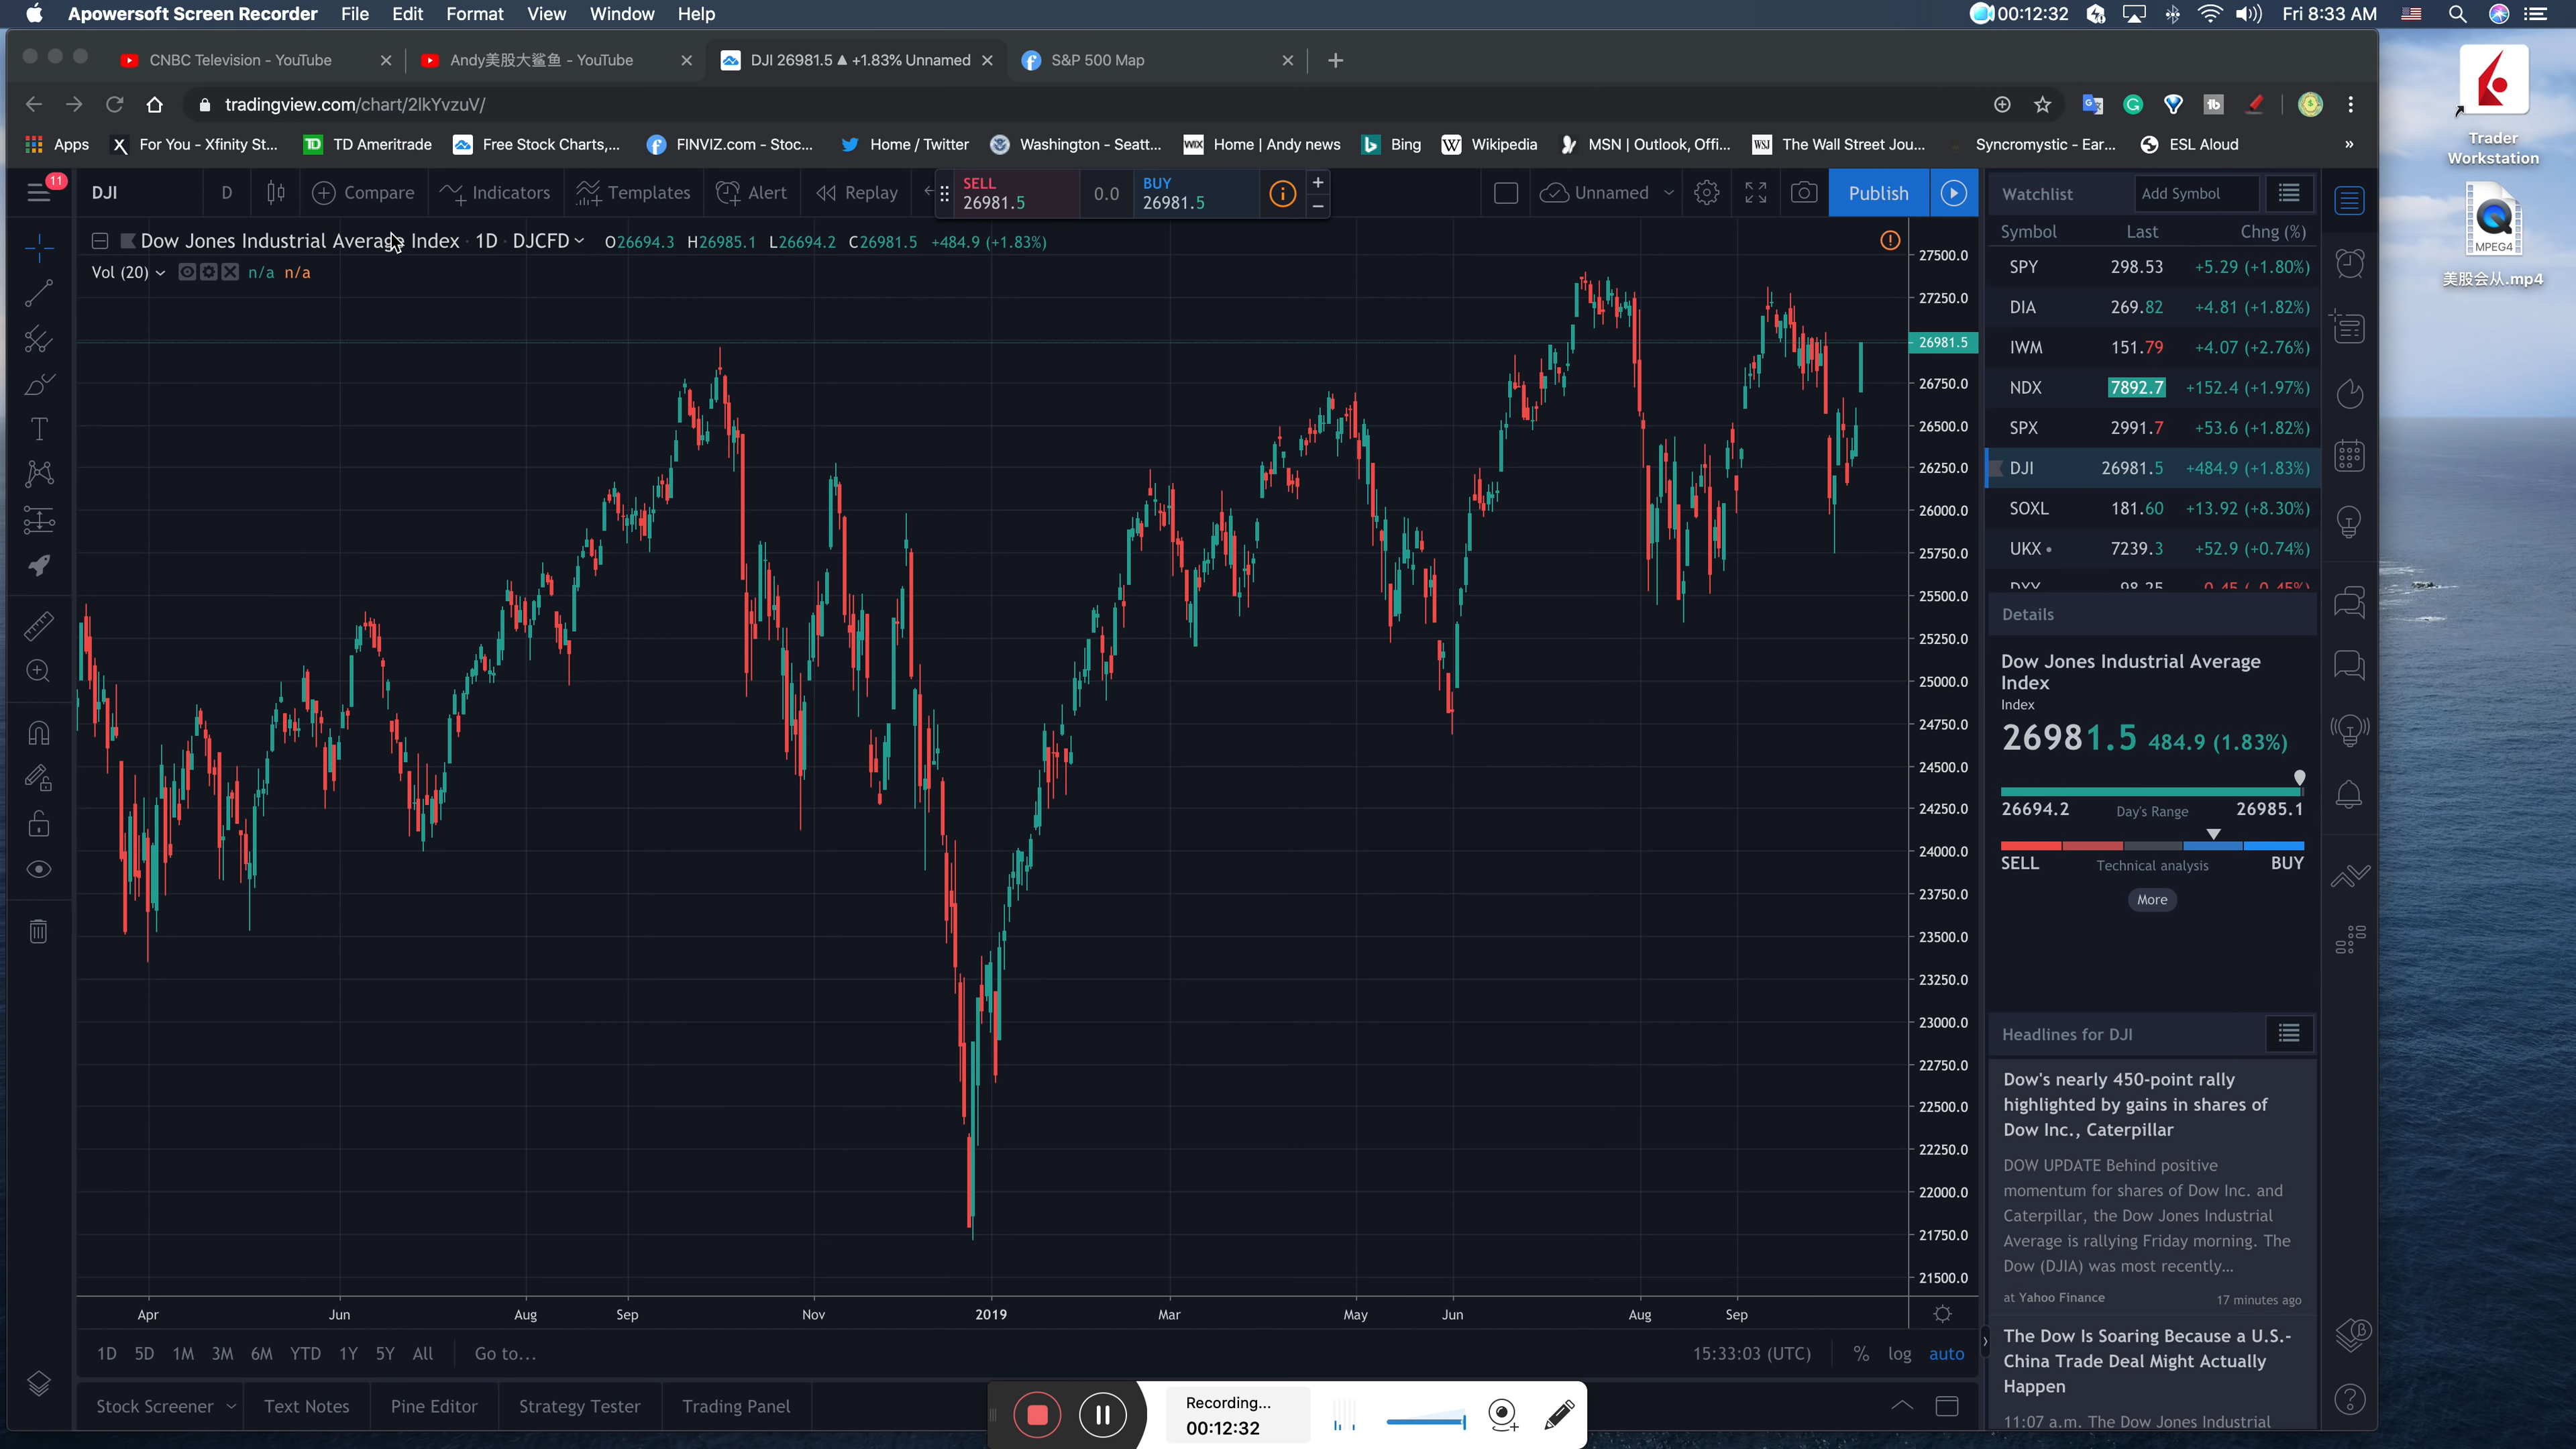 Apowersoft Screen Recorder File Edit Format View Window Help 00:12:32 Fri 8:33 AM
CNBC Television - YouTube
Andy美股大鲨鱼 - YouTube
DJI 26981.5 ▲ +1.83% Unnamed
S&P 500 Map
tradingview.com/chart/2lkYvzuV/
Apps For You - Xfinity St... TD Ameritrade Free Stock Charts,... FINVIZ.com - Stoc... Home / Twitter Washington - Seatt... Home | Andy news Bing Wikipedia MSN | Outlook, Offi... The Wall Street Jou... Syncromystic - Ear... ESL Aloud »
11
DJI D Compare Indicators Templates Alert Replay
SELL
26981.5
0.0
BUY
26981.5
Unnamed
Publish
Dow Jones Industrial Average Index 1D DJCFD O26694.3 H26985.1 L26694.2 C26981.5 +484.9 (+1.83%)
Vol (20) n/a n/a
27500.0
27250.0
26981.5
26750.0
26500.0
26250.0
26000.0
25750.0
25500.0
25250.0
25000.0
24750.0
24500.0
24250.0
24000.0
23750.0
23500.0
23250.0
23000.0
22750.0
22500.0
22250.0
22000.0
21750.0
21500.0
Apr Jun Aug Sep Nov 2019 Mar May Jun Aug Sep
1D 5D 1M 3M 6M YTD 1Y 5Y All Go to... 15:33:03 (UTC) % log auto
Stock Screener Text Notes Pine Editor Strategy Tester Trading Panel
Recording...
00:12:32
Watchlist Add Symbol
Symbol Last Chng (%)
SPY 298.53 +5.29 (+1.80%)
DIA 269.82 +4.81 (+1.82%)
IWM 151.79 +4.07 (+2.76%)
NDX 7892.7 +152.4 (+1.97%)
SPX 2991.7 +53.6 (+1.82%)
DJI 26981.5 +484.9 (+1.83%)
SOXL 181.60 +13.92 (+8.30%)
UKX 7239.3 +52.9 (+0.74%)
DXY 98.25 -0.45 (-0.45%)
Details
Dow Jones Industrial Average
Index
Index
26981.5 484.9 (1.83%)
26694.2 Day's Range 26985.1
SELL Technical analysis BUY
More
Headlines for DJI
Dow's nearly 450-point rally
highlighted by gains in shares of
Dow Inc., Caterpillar
DOW UPDATE Behind positive
momentum for shares of Dow Inc. and
Caterpillar, the Dow Jones Industrial
Average is rallying Friday morning. The
Dow (DJIA) was most recently...
at Yahoo Finance 17 minutes ago
The Dow Is Soaring Because a U.S.-
China Trade Deal Might Actually
Happen
11:07 a.m. The Dow Jones Industrial
Trader
Workstation
MPEG4
美股会从.mp4